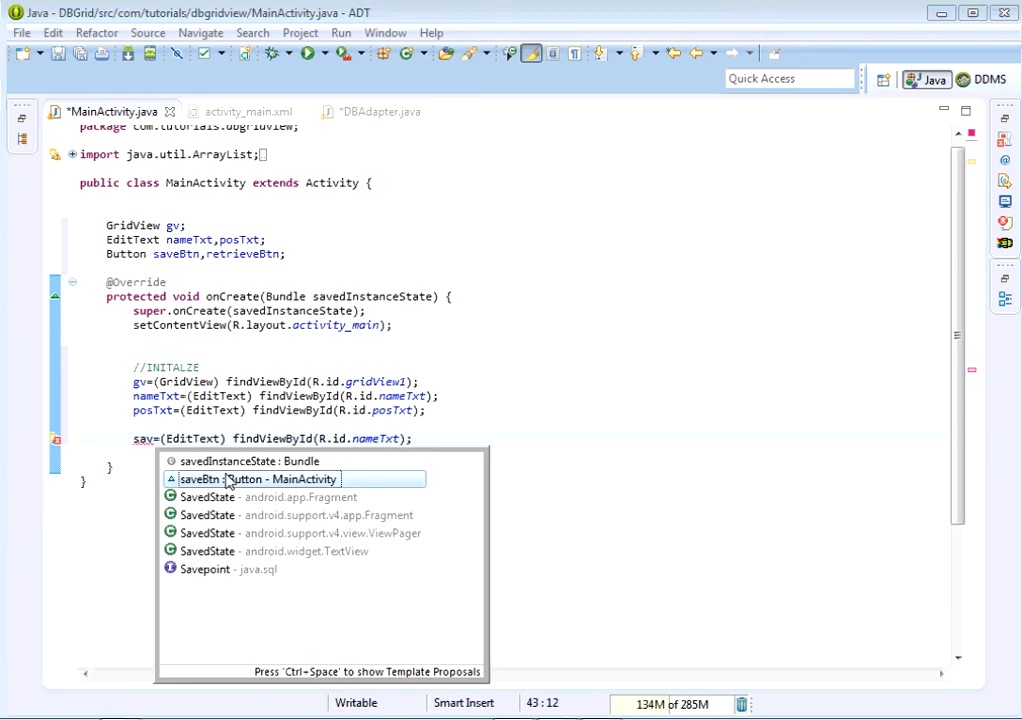 Java - DBGrid/src/com/tutorials/dbgridview/MainActivity.java - ADT
File Edit Refactor Source Navigate Search Project Run Window Help
Quick Access
Java
DDMS
*MainActivity.java
activity_main.xml
*DBAdapter.java
package com.tutorials.dbgridview;
import java.util.ArrayList;
public class MainActivity extends Activity {
GridView gv;
EditText nameTxt,posTxt;
Button saveBtn,retrieveBtn;
@Override
protected void onCreate(Bundle savedInstanceState) {
super.onCreate(savedInstanceState);
setContentView(R.layout.activity_main);
//INITALZE
gv=(GridView) findViewById(R.id.gridView1);
nameTxt=(EditText) findViewById(R.id.nameTxt);
posTxt=(EditText) findViewById(R.id.posTxt);
sav=(EditText) findViewById(R.id.nameTxt);
savedInstanceState : Bundle
saveBtn : Button - MainActivity
SavedState - android.app.Fragment
SavedState - android.support.v4.app.Fragment
SavedState - android.support.v4.view.ViewPager
SavedState - android.widget.TextView
Savepoint - java.sql
}
}
Press 'Ctrl+Space' to show Template Proposals
Writable
Smart Insert
43 : 12
134M of 285M